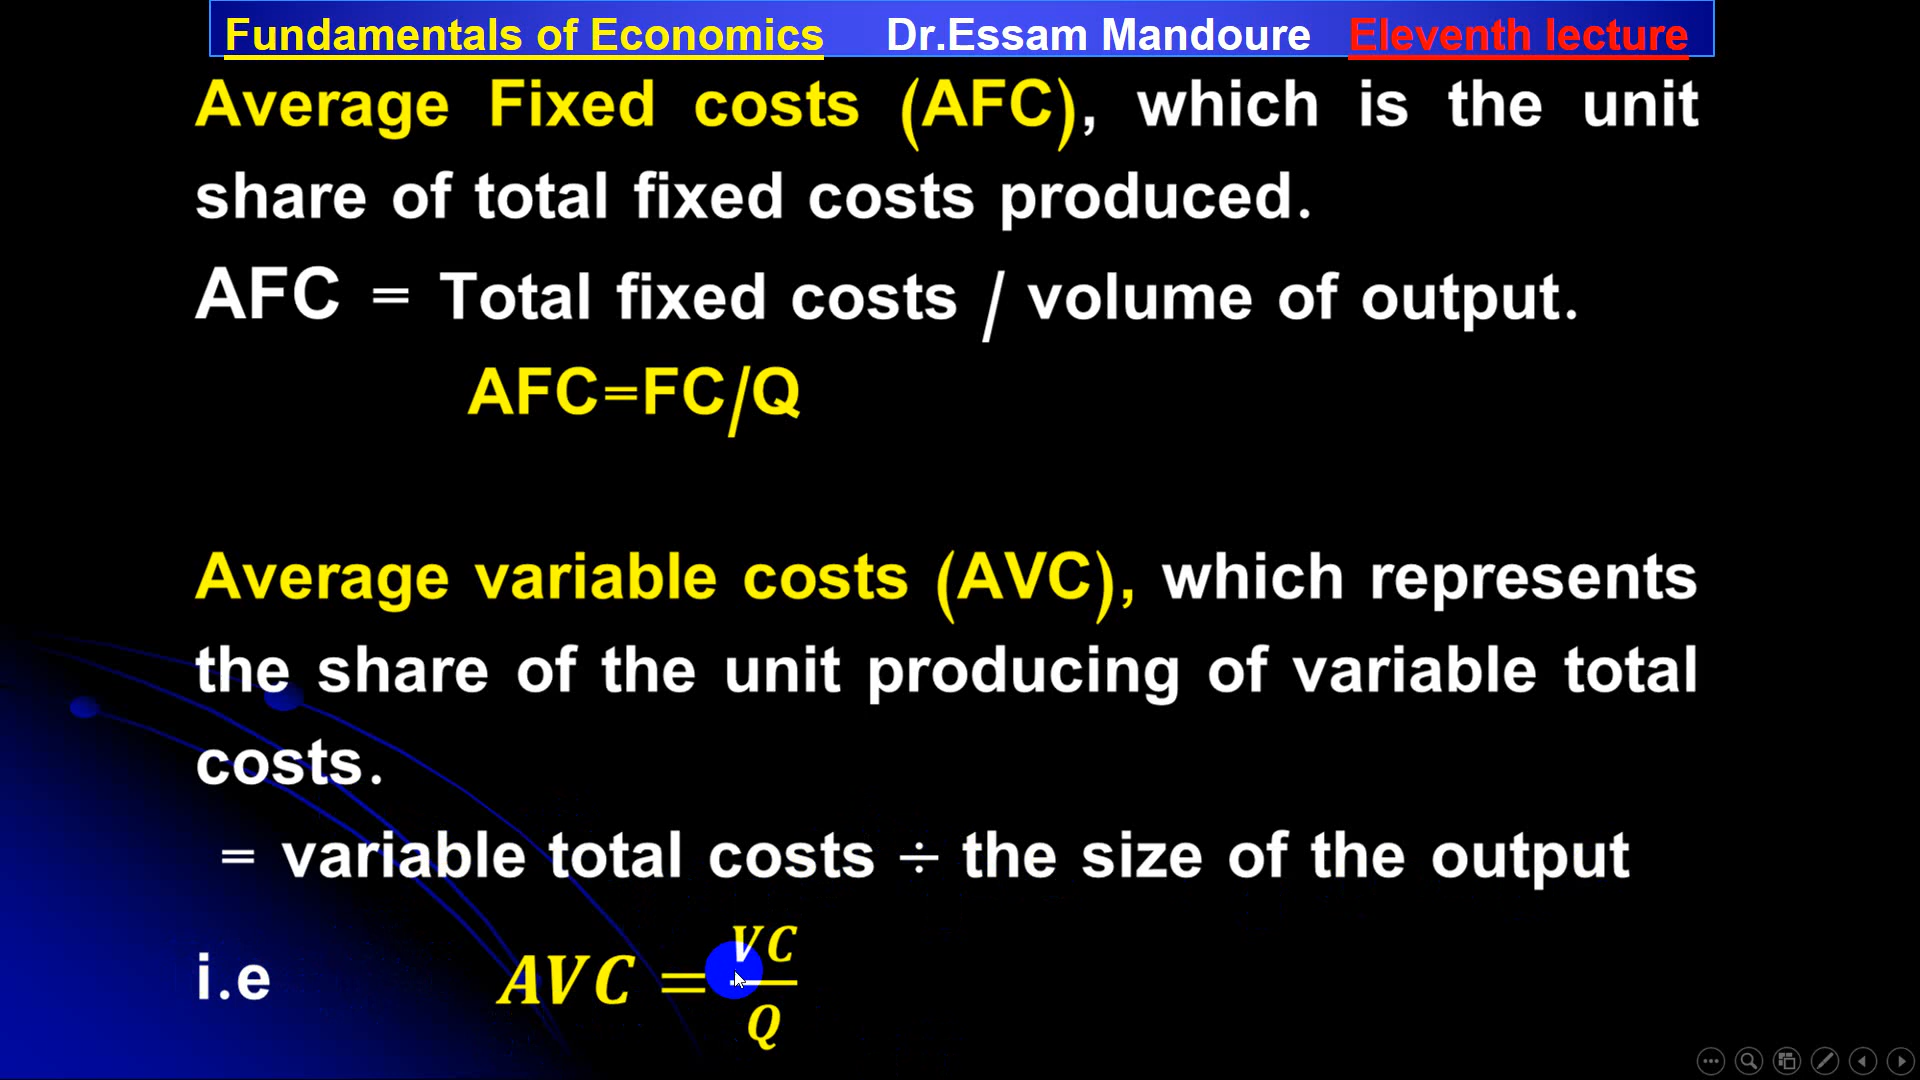 Fundamentals of Economics Dr.Essam Mandoure Eleventh lecture
Average Fixed costs (AFC), which is the unit
share of total fixed costs produced.
AFC = Total fixed costs / volume of output.
AFC=FC/Q
Average variable costs (AVC), which represents
the share of the unit producing of variable total
costs.
= variable total costs ÷ the size of the output
i.e AVC = VC/Q